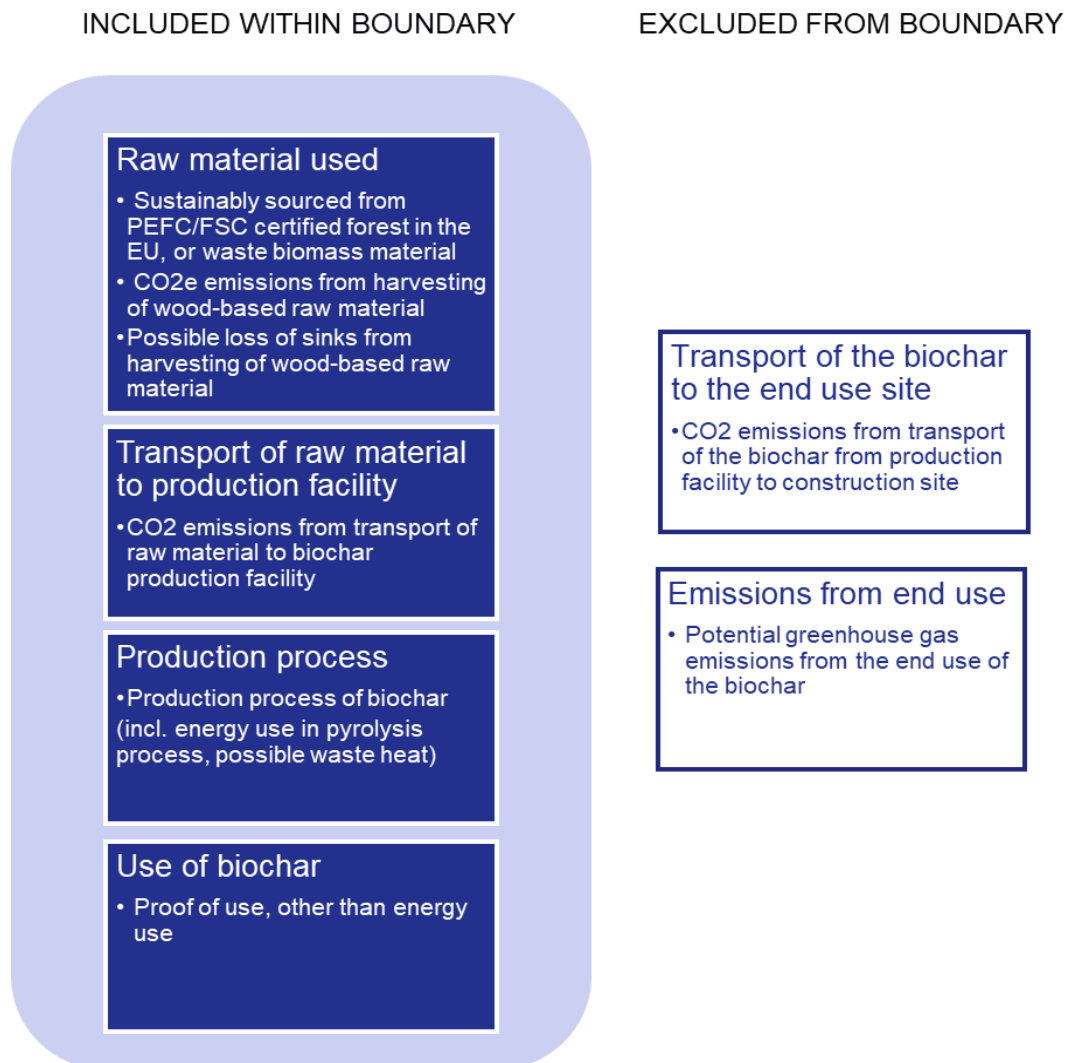 INCLUDED WITHIN BOUNDARY
EXCLUDED FROM BOUNDARY
Raw material used
• Sustainably sourced from
PEFC/FSC certified forest in the
EU, or waste biomass material
• CO2e emissions from harvesting
of wood-based raw material
•Possible loss of sinks from
harvesting of wood-based raw
material
Transport of raw material
to production facility
•CO2 emissions from transport of
raw material to biochar
production facility
Production process
•Production process of biochar
(incl. energy use in pyrolysis
process, possible waste heat)
Use of biochar
• Proof of use, other than energy
use
Transport of the biochar
to the end use site
•CO2 emissions from transport
of the biochar from production
facility to construction site
Emissions from end use
• Potential greenhouse gas
emissions from the end use of
the biochar